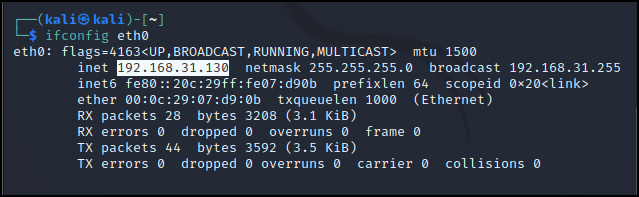 ┌──(kali㉿kali)-[~]
└─$ ifconfig eth0
eth0: flags=4163<UP,BROADCAST,RUNNING,MULTICAST>  mtu 1500
        inet 192.168.31.130  netmask 255.255.255.0  broadcast 192.168.31.255
        inet6 fe80::20c:29ff:fe07:d90b  prefixlen 64  scopeid 0×20<link>
        ether 00:0c:29:07:d9:0b  txqueuelen 1000  (Ethernet)
        RX packets 28  bytes 3208 (3.1 KiB)
        RX errors 0  dropped 0  overruns 0  frame 0
        TX packets 44  bytes 3592 (3.5 KiB)
        TX errors 0  dropped 0 overruns 0  carrier 0  collisions 0